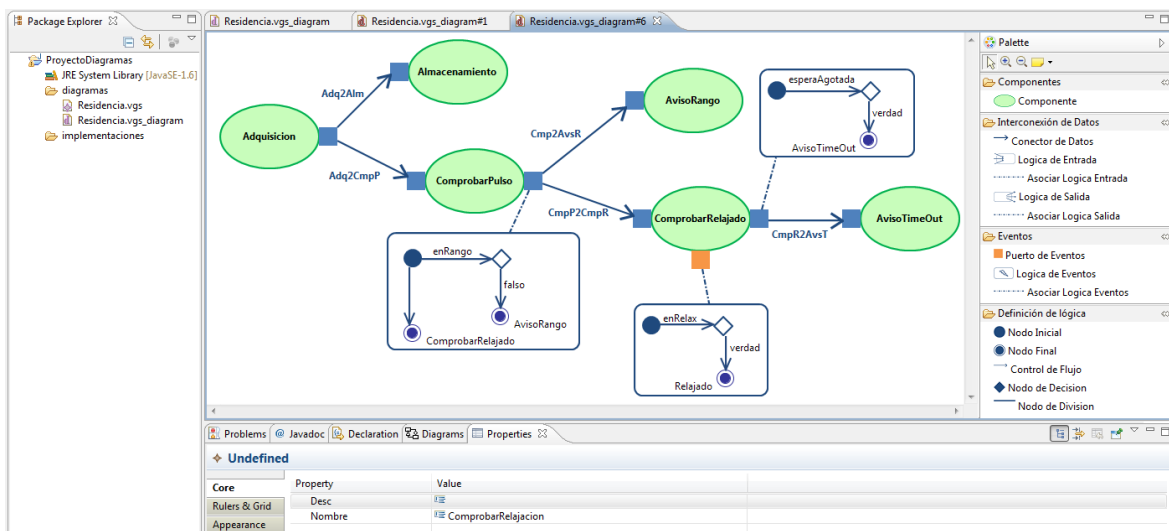 Package Explorer
ProyectoDiagramas
JRE System Library [JavaSE-1.6]
diagramas
Residencia.vgs
Residencia.vgs_diagram
implementaciones
Residencia.vgs_diagram
Residencia.vgs_diagram#1
Residencia.vgs_diagram#6
Almacenamiento
Adq2Alm
Adquisicion
Adq2CmpP
ComprobarPulso
Cmp2AvsR
AvisoRango
CmpP2CmpR
ComprobarRelajado
CmpR2AvsT
AvisoTimeOut
esperaAgotada
verdad
AvisoTimeOut
enRango
falso
AvisoRango
ComprobarRelajado
enRelax
verdad
Relajado
Palette
Componentes
Componente
Interconexión de Datos
Conector de Datos
Logica de Entrada
Asociar Logica Entrada
Logica de Salida
Asociar Logica Salida
Eventos
Puerto de Eventos
Logica de Eventos
Asociar Logica Eventos
Definición de lógica
Nodo Inicial
Nodo Final
Control de Flujo
Nodo de Decision
Nodo de Division
Problems
@ Javadoc
Declaration
Diagrams
Properties
Undefined
Core
Rulers & Grid
Appearance
Property Value
Desc
Nombre ComprobarRelajacion